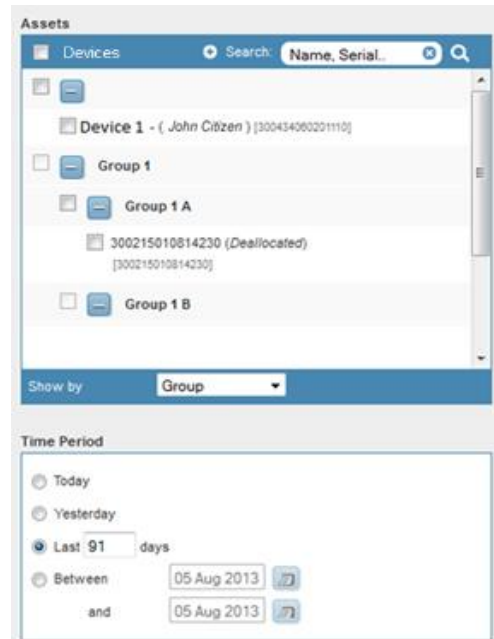 Assets
Devices Search: Name, Serial..
Device 1 - ( John Citizen ) [300434060201110]
Group 1
Group 1 A
300215010814230 (Deallocated)
[300215010814230]
Group 1 B
Show by Group
Time Period
Today
Yesterday
Last 91 days
Between 05 Aug 2013
and 05 Aug 2013